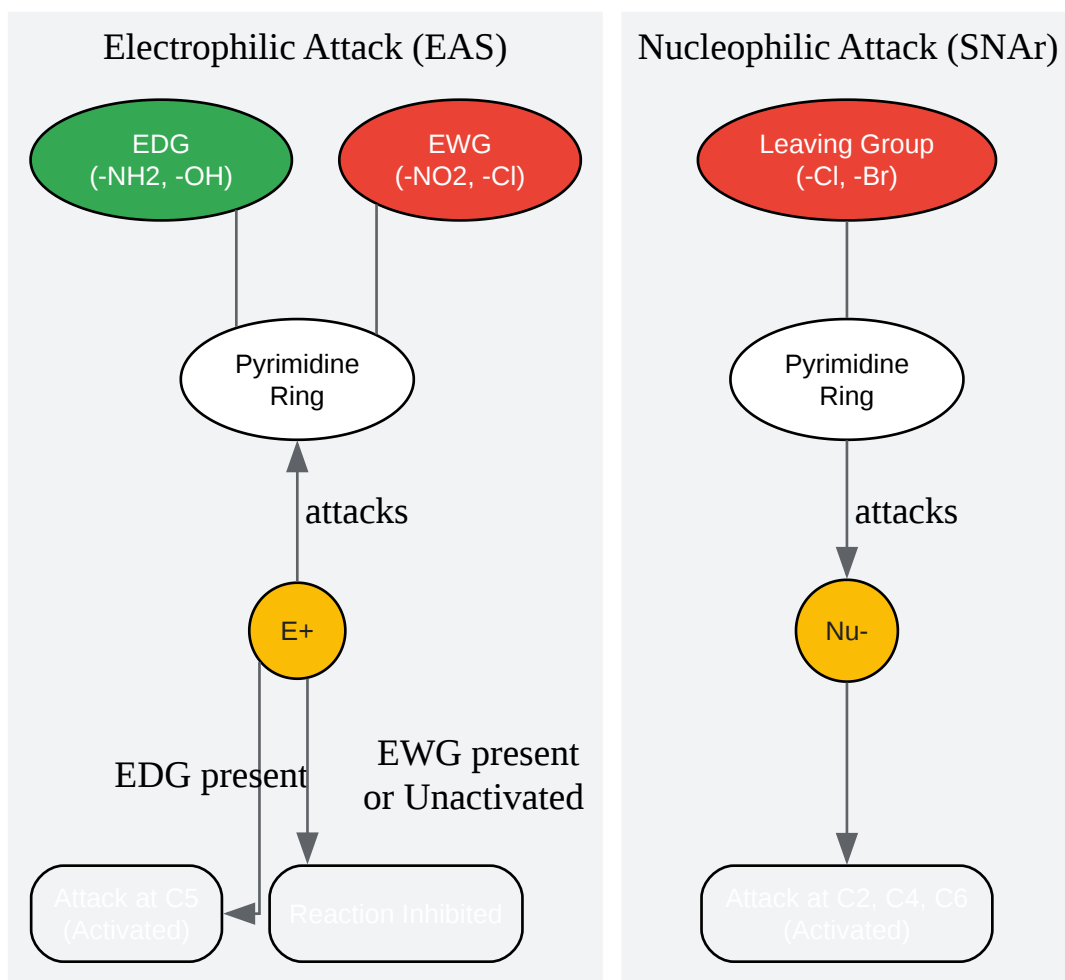 Electrophilic Attack (EAS)
EDG
(-NH2, -OH)
EWG
(-NO2, -Cl)
Pyrimidine
Ring
attacks
E+
EDG present
EWG present
or Unactivated
Attack at C5
(Activated)
Reaction Inhibited
Nucleophilic Attack (SNAr)
Leaving Group
(-Cl, -Br)
Pyrimidine
Ring
attacks
Nu-
Attack at C2, C4, C6
(Activated)